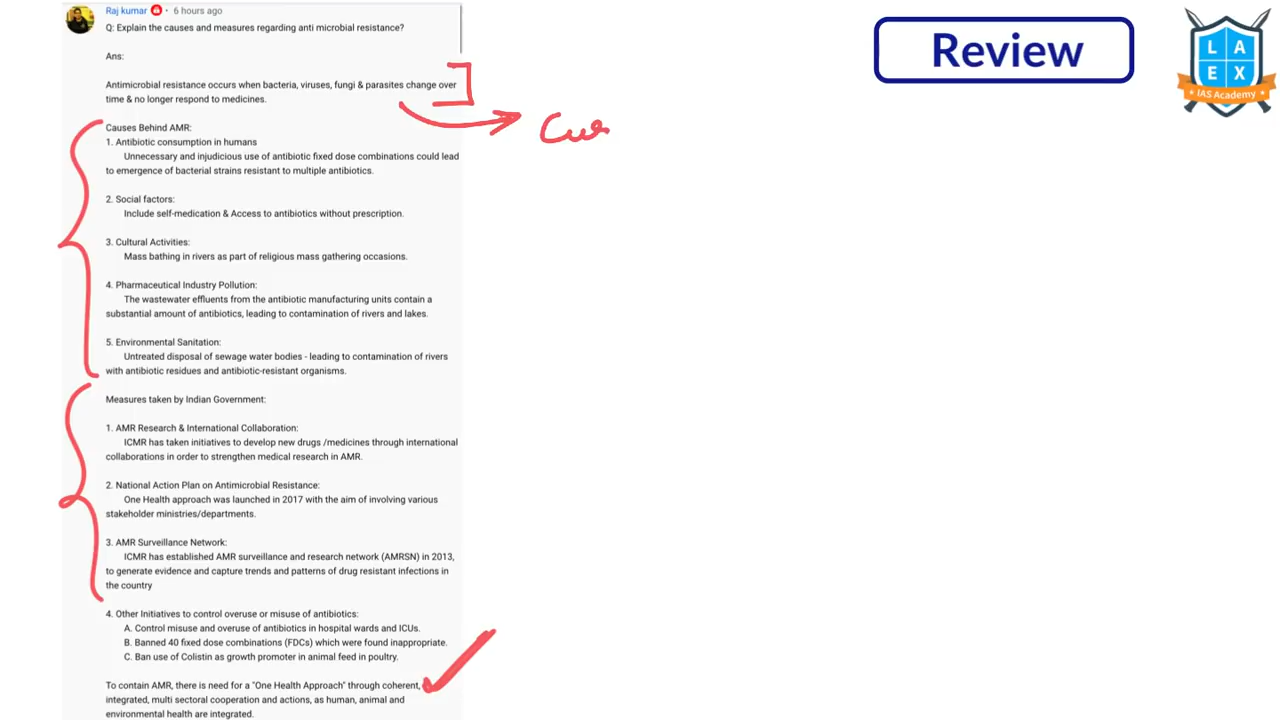 Raj kumar • 6 hours ago
Q: Explain the causes and measures regarding anti microbial resistance?
Ans:
Antimicrobial resistance occurs when bacteria, viruses, fungi & parasites change over
time & no longer respond to medicines.
Causes Behind AMR:
1. Antibiotic consumption in humans
Unnecessary and injudicious use of antibiotic fixed dose combinations could lead
to emergence of bacterial strains resistant to multiple antibiotics.
2. Social factors:
Include self-medication & Access to antibiotics without prescription.
3. Cultural Activities:
Mass bathing in rivers as part of religious mass gathering occasions.
4. Pharmaceutical Industry Pollution:
The wastewater effluents from the antibiotic manufacturing units contain a
substantial amount of antibiotics, leading to contamination of rivers and lakes.
5. Environmental Sanitation:
Untreated disposal of sewage water bodies - leading to contamination of rivers
with antibiotic residues and antibiotic-resistant organisms.
Measures taken by Indian Government:
1. AMR Research & International Collaboration:
ICMR has taken initiatives to develop new drugs /medicines through international
collaborations in order to strengthen medical research in AMR.
2. National Action Plan on Antimicrobial Resistance:
One Health approach was launched in 2017 with the aim of involving various
stakeholder ministries/departments.
3. AMR Surveillance Network:
ICMR has established AMR surveillance and research network (AMRSN) in 2013,
to generate evidence and capture trends and patterns of drug resistant infections in
the country
4. Other Initiatives to control overuse or misuse of antibiotics:
A. Control misuse and overuse of antibiotics in hospital wards and ICUs.
B. Banned 40 fixed dose combinations (FDCs) which were found inappropriate.
C. Ban use of Colistin as growth promoter in animal feed in poultry.
To contain AMR, there is need for a "One Health Approach" through coherent,
integrated, multi sectoral cooperation and actions, as human, animal and
environmental health are integrated.
Review
L A
E X
IAS Academy